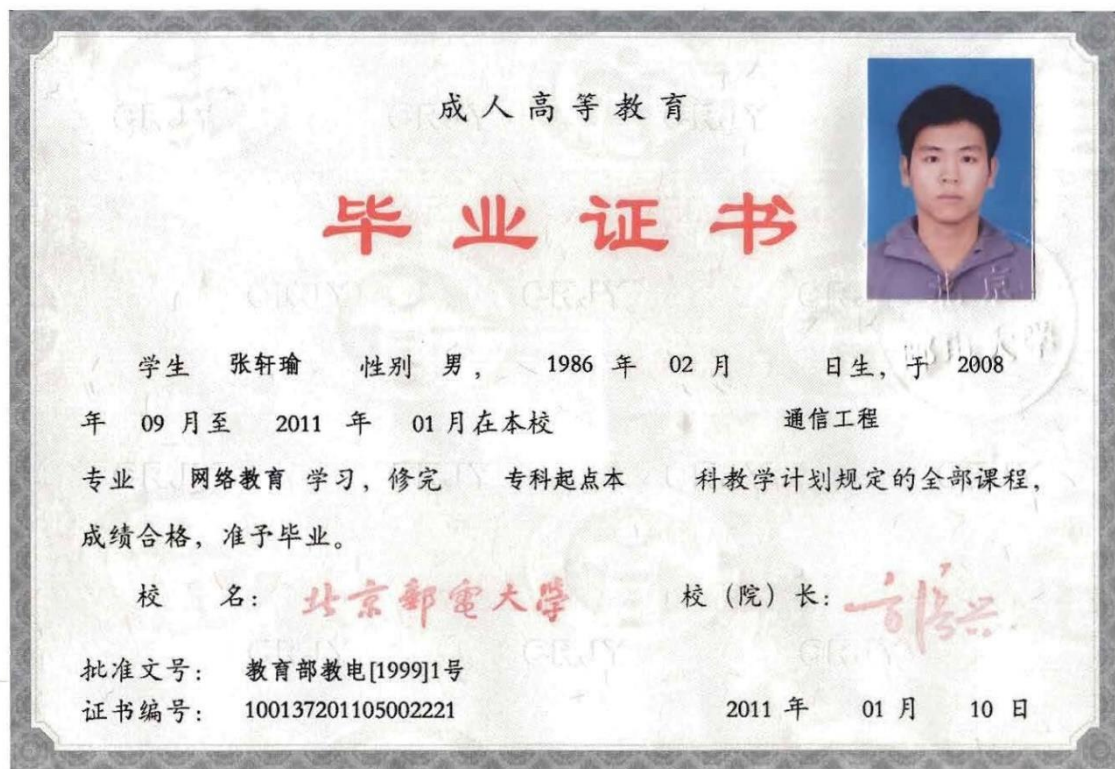 成人高等教育
毕业证书
学生 张轩瑜 性别 男， 1986 年 02 月 日生，于 2008
年 09 月至 2011 年 01 月在本校 通信工程
专业 网络教育 学习，修完 专科起点本 科教学计划规定的全部课程，
成绩合格，准予毕业。
校 名： 北京郵電大學 校（院）长：
批准文号： 教育部教电[1999]1号
证书编号： 100137201105002221 2011 年 01 月 10 日